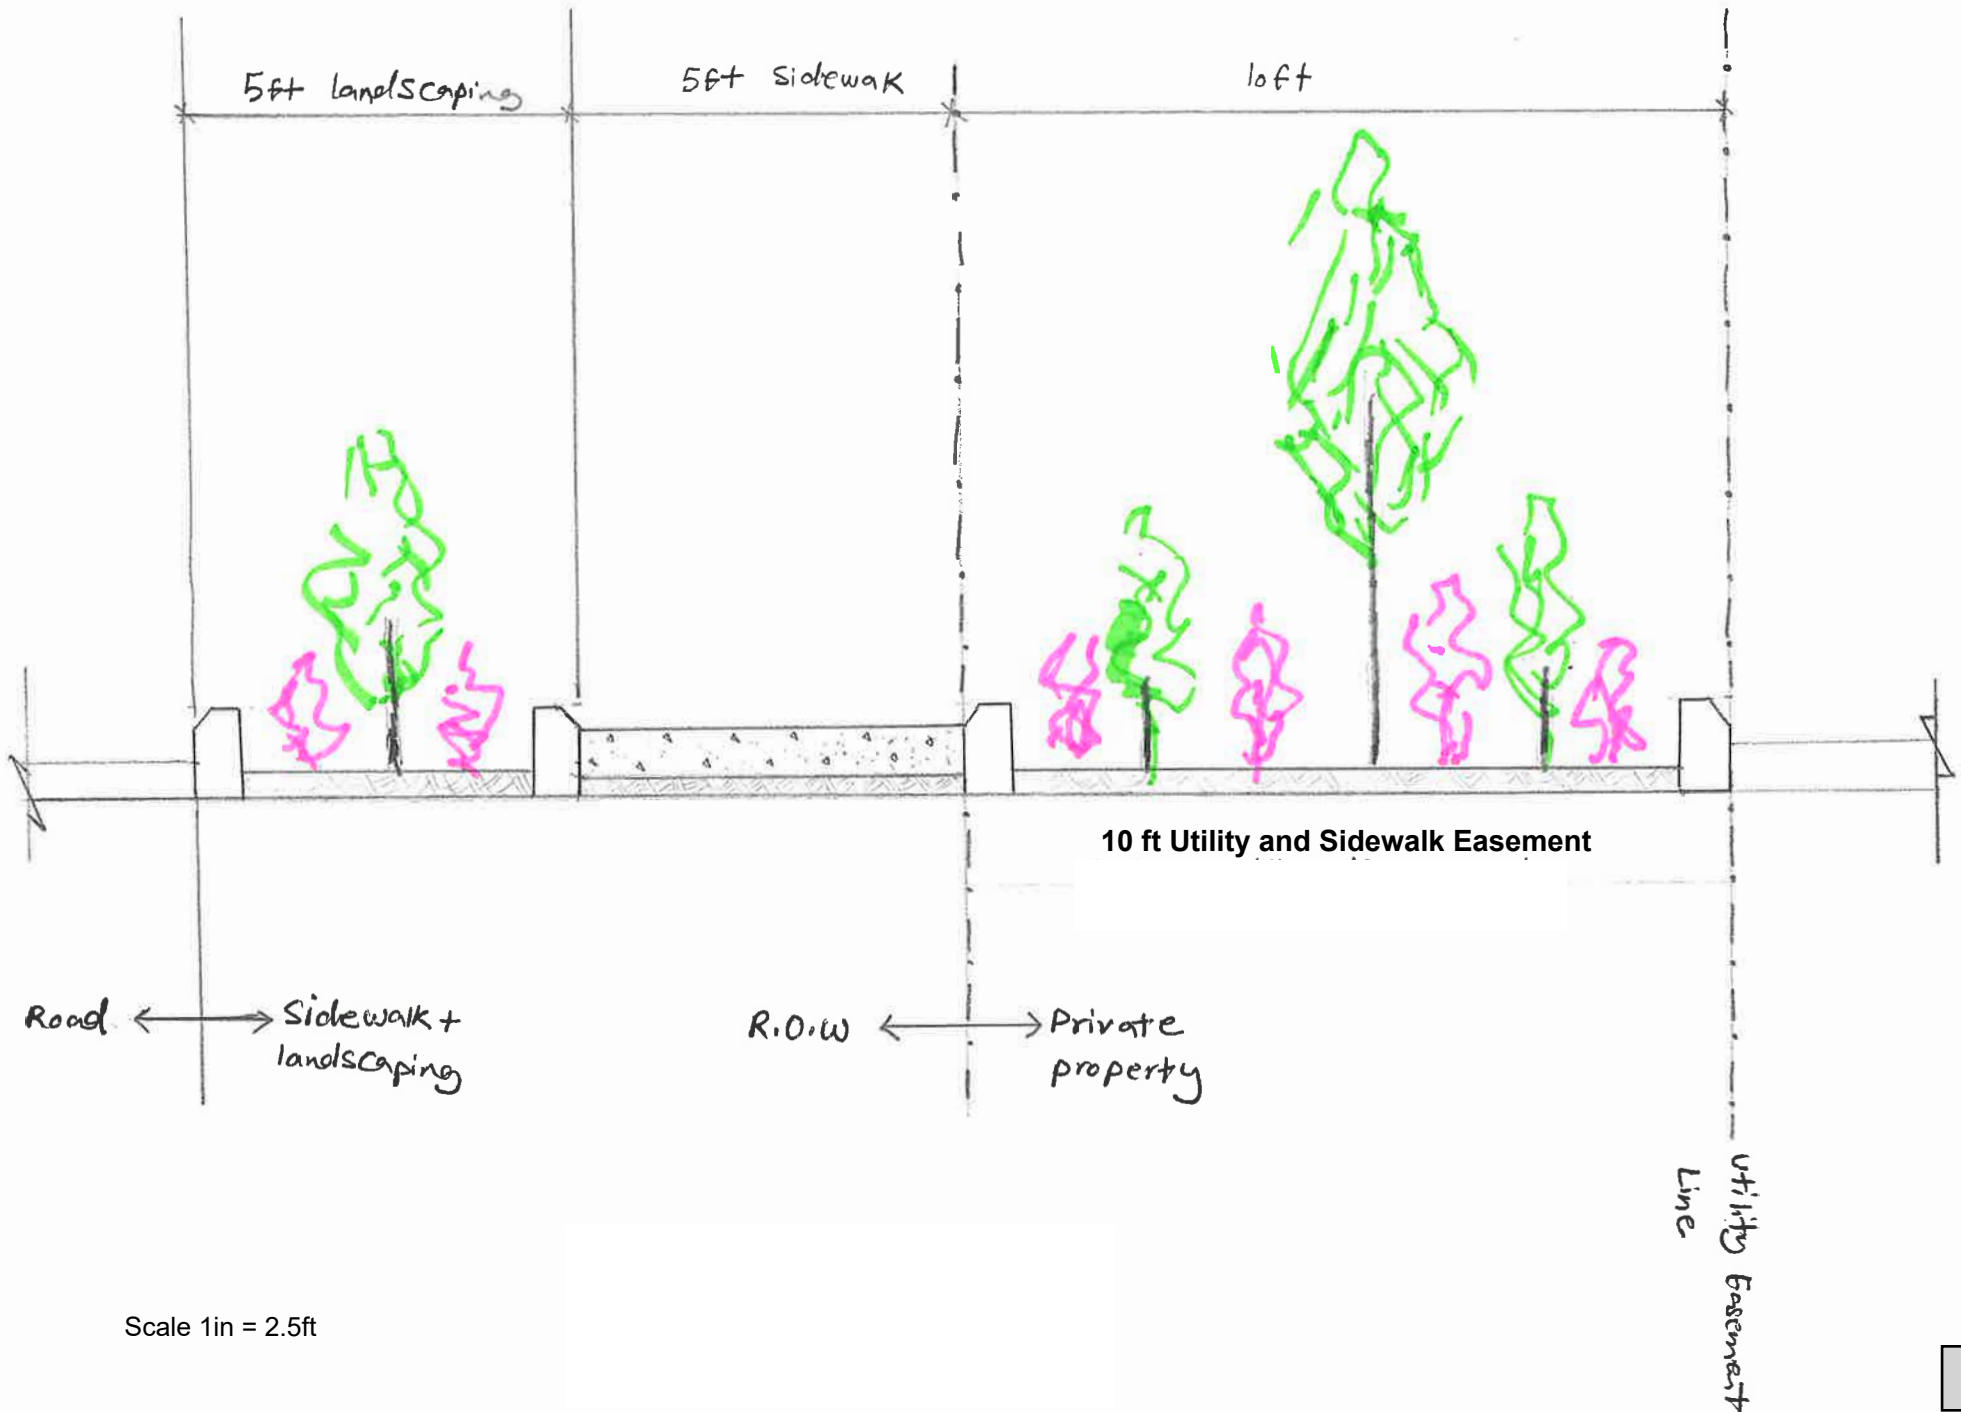 5ft landscaping
5ft sidewak
10ft
10 ft Utility and Sidewalk Easement
Road
Sidewalk +
landscaping
R.O.W
Private
property
Utility Easement
Line
Scale 1in = 2.5ft